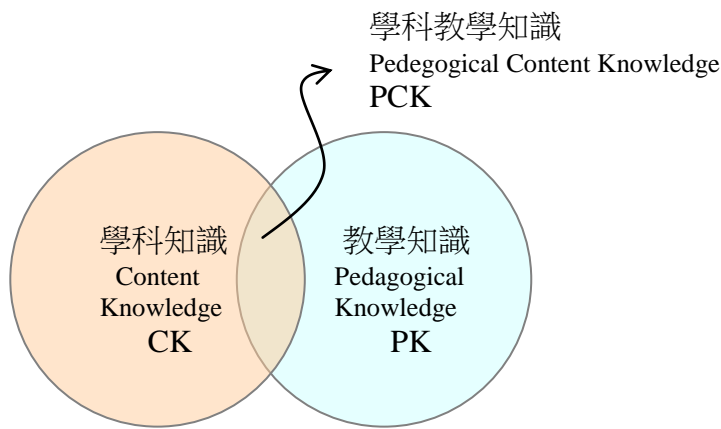 學科教學知識
Pedegogical Content Knowledge
PCK
學科知識
Content
Knowledge
CK
教學知識
Pedagogical
Knowledge
PK